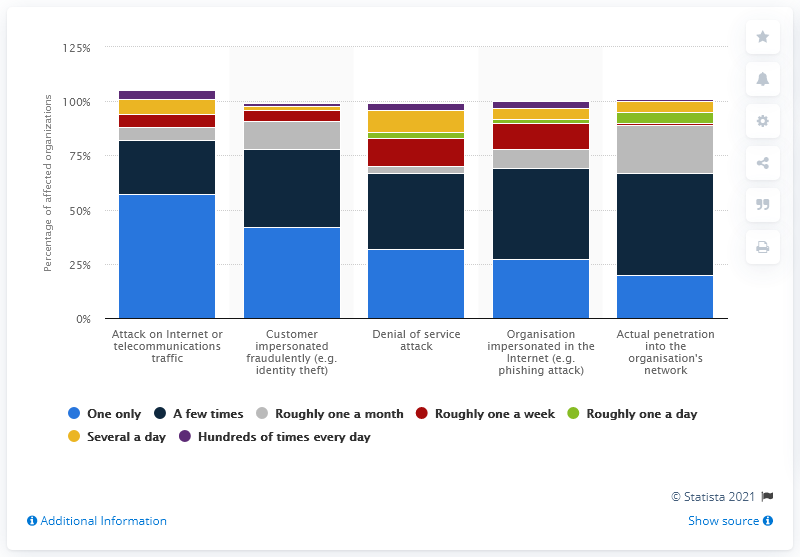 125%
100%
75%
50%
25%
0%
Percentage of affected organizations
Attack on Internet or
telecommunications
traffic
Customer
impersonated
fraudulently (e.g.
identity theft)
Denial of service
attack
Organisation
impersonated in the
Internet (e.g.
phishing attack)
Actual penetration
into the
organisation's
network
One only
A few times
Roughly one a month
Roughly one a week
Roughly one a day
Several a day
Hundreds of times every day
© Statista 2021
Additional Information
Show source